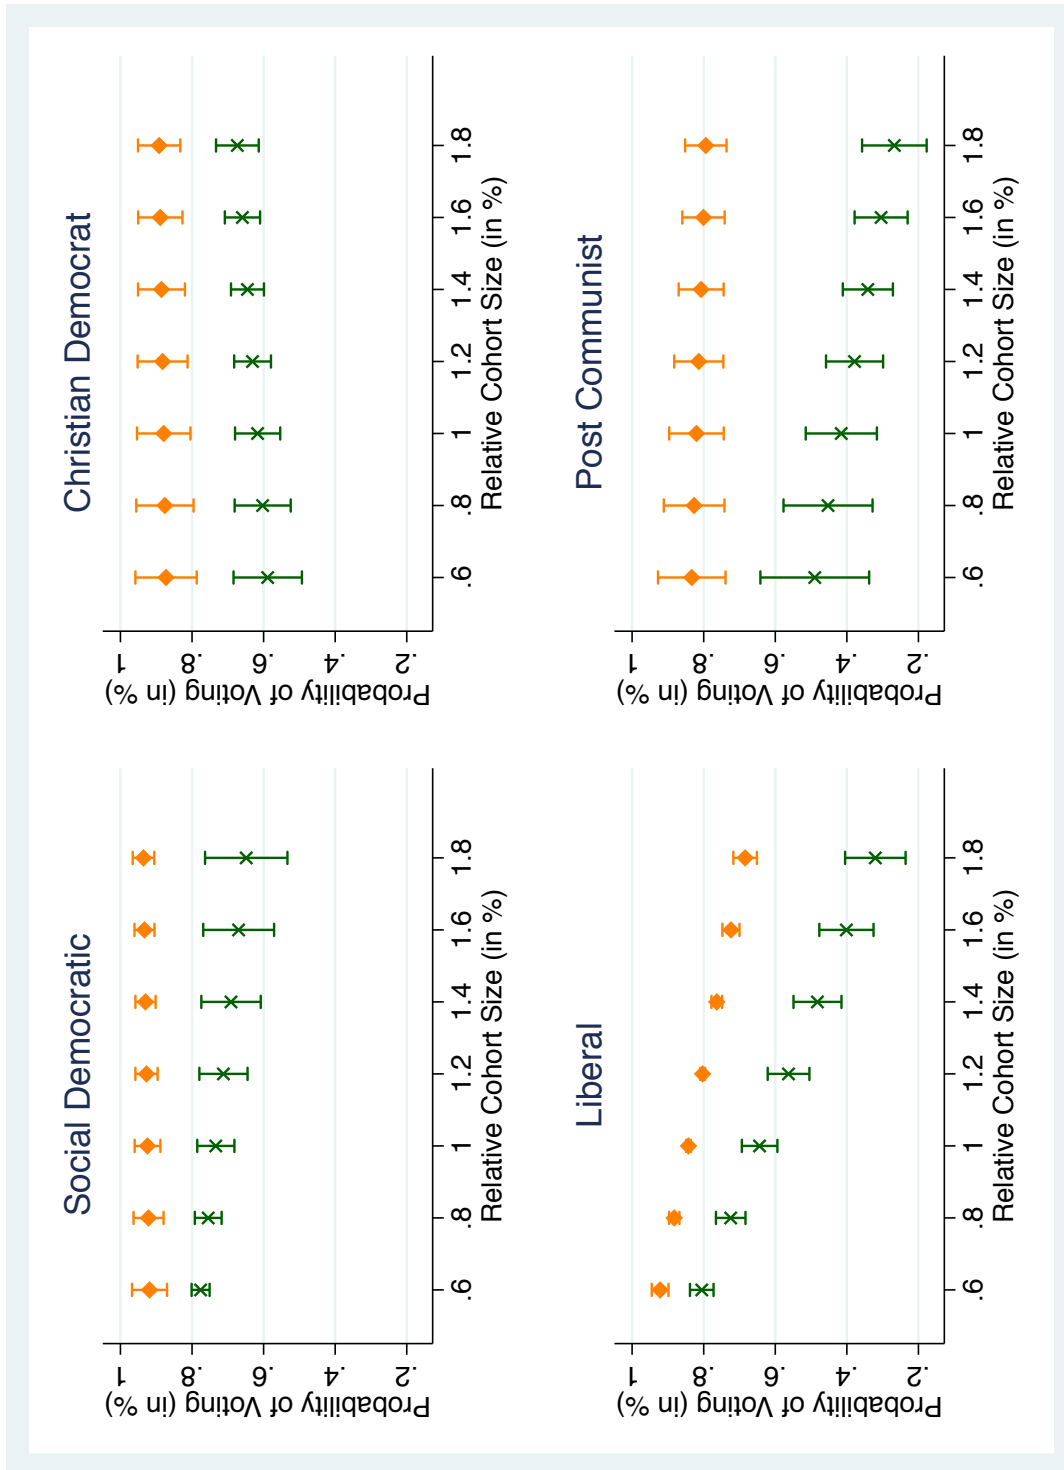 Social Democratic
Probability of Voting (in %)
1
.8
.6
.4
.2
.6 .8 1 1.2 1.4 1.6 1.8
Relative Cohort Size (in %)
Christian Democrat
Probability of Voting (in %)
1
.8
.6
.4
.2
.6 .8 1 1.2 1.4 1.6 1.8
Relative Cohort Size (in %)
Liberal
Probability of Voting (in %)
1
.8
.6
.4
.2
.6 .8 1 1.2 1.4 1.6 1.8
Relative Cohort Size (in %)
Post Communist
Probability of Voting (in %)
1
.8
.6
.4
.2
.6 .8 1 1.2 1.4 1.6 1.8
Relative Cohort Size (in %)